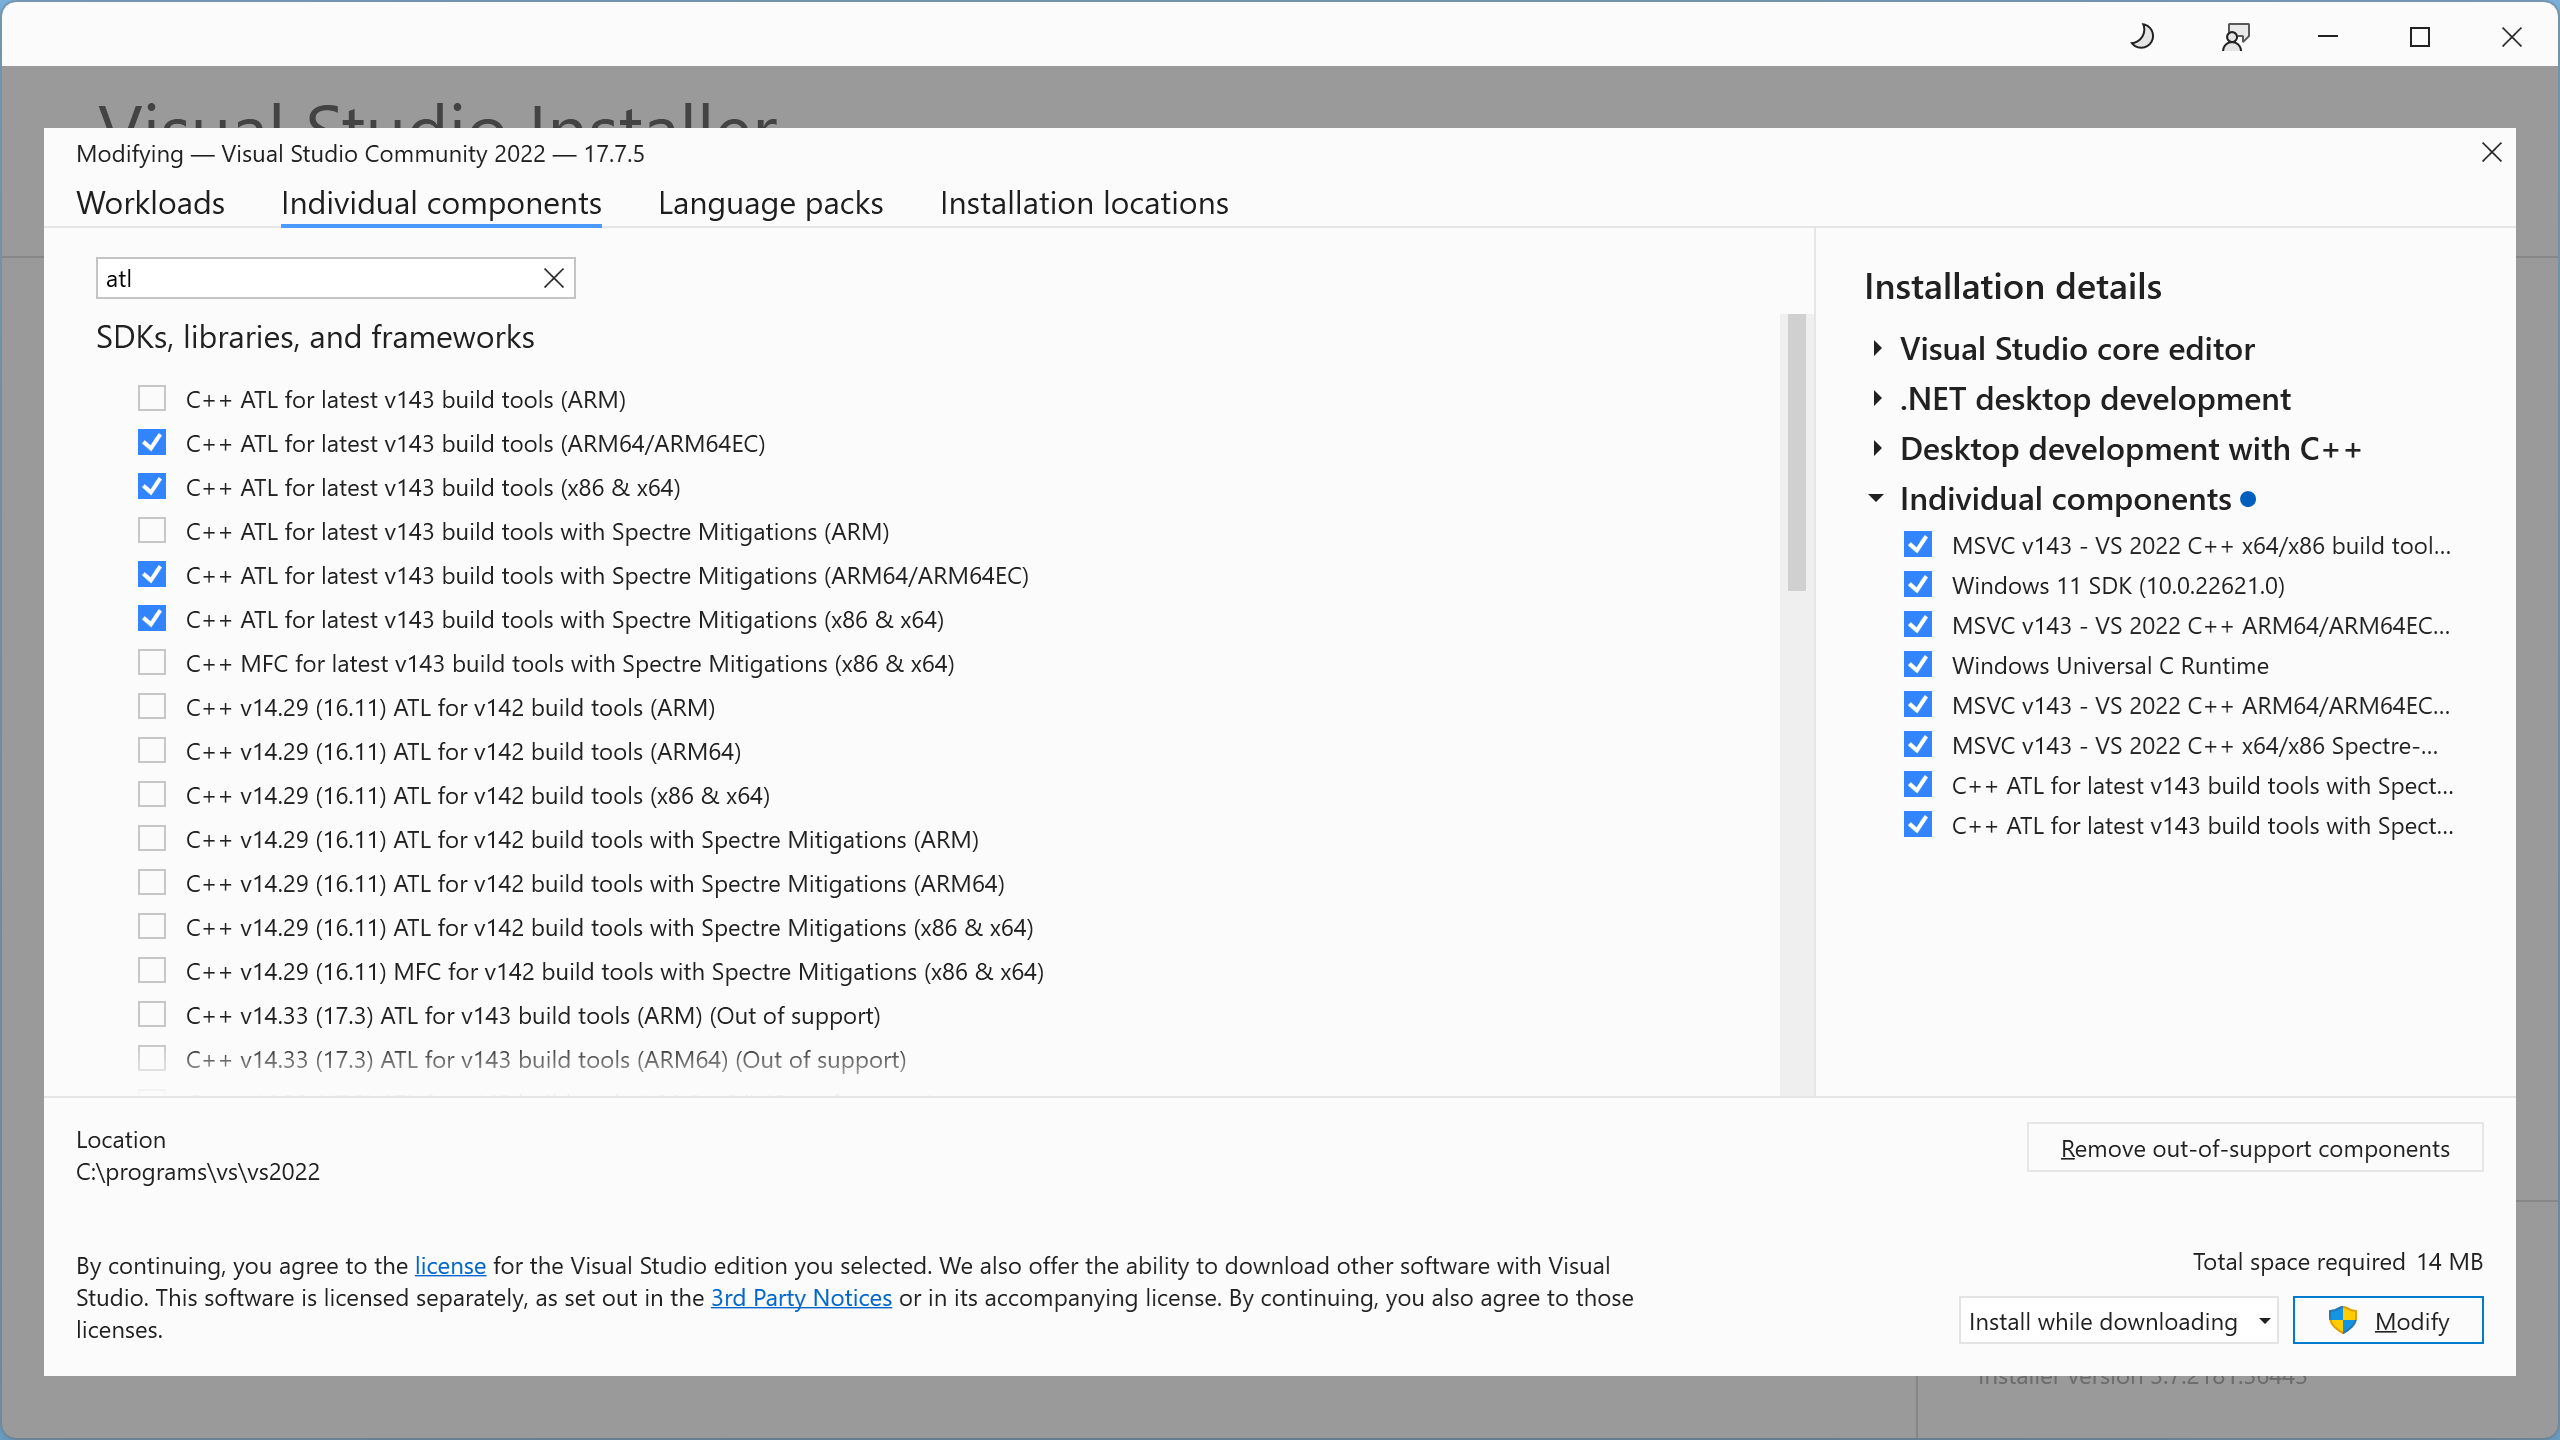 Visual Studio Installer
Modifying — Visual Studio Community 2022 — 17.7.5
Workloads
Individual components
Language packs
Installation locations
atl
SDKs, libraries, and frameworks
C++ ATL for latest v143 build tools (ARM)
C++ ATL for latest v143 build tools (ARM64/ARM64EC)
C++ ATL for latest v143 build tools (x86 & x64)
C++ ATL for latest v143 build tools with Spectre Mitigations (ARM)
C++ ATL for latest v143 build tools with Spectre Mitigations (ARM64/ARM64EC)
C++ ATL for latest v143 build tools with Spectre Mitigations (x86 & x64)
C++ MFC for latest v143 build tools with Spectre Mitigations (x86 & x64)
C++ v14.29 (16.11) ATL for v142 build tools (ARM)
C++ v14.29 (16.11) ATL for v142 build tools (ARM64)
C++ v14.29 (16.11) ATL for v142 build tools (x86 & x64)
C++ v14.29 (16.11) ATL for v142 build tools with Spectre Mitigations (ARM)
C++ v14.29 (16.11) ATL for v142 build tools with Spectre Mitigations (ARM64)
C++ v14.29 (16.11) ATL for v142 build tools with Spectre Mitigations (x86 & x64)
C++ v14.29 (16.11) MFC for v142 build tools with Spectre Mitigations (x86 & x64)
C++ v14.33 (17.3) ATL for v143 build tools (ARM) (Out of support)
C++ v14.33 (17.3) ATL for v143 build tools (ARM64) (Out of support)
Installation details
Visual Studio core editor
.NET desktop development
Desktop development with C++
Individual components
MSVC v143 - VS 2022 C++ x64/x86 build tool...
Windows 11 SDK (10.0.22621.0)
MSVC v143 - VS 2022 C++ ARM64/ARM64EC...
Windows Universal C Runtime
MSVC v143 - VS 2022 C++ ARM64/ARM64EC...
MSVC v143 - VS 2022 C++ x64/x86 Spectre-...
C++ ATL for latest v143 build tools with Spect...
C++ ATL for latest v143 build tools with Spect...
Location
C:\programs\vs\vs2022
Remove out-of-support components
By continuing, you agree to the license for the Visual Studio edition you selected. We also offer the ability to download other software with Visual
Studio. This software is licensed separately, as set out in the 3rd Party Notices or in its accompanying license. By continuing, you also agree to those
licenses.
Total space required 14 MB
Install while downloading
Modify
Installer version